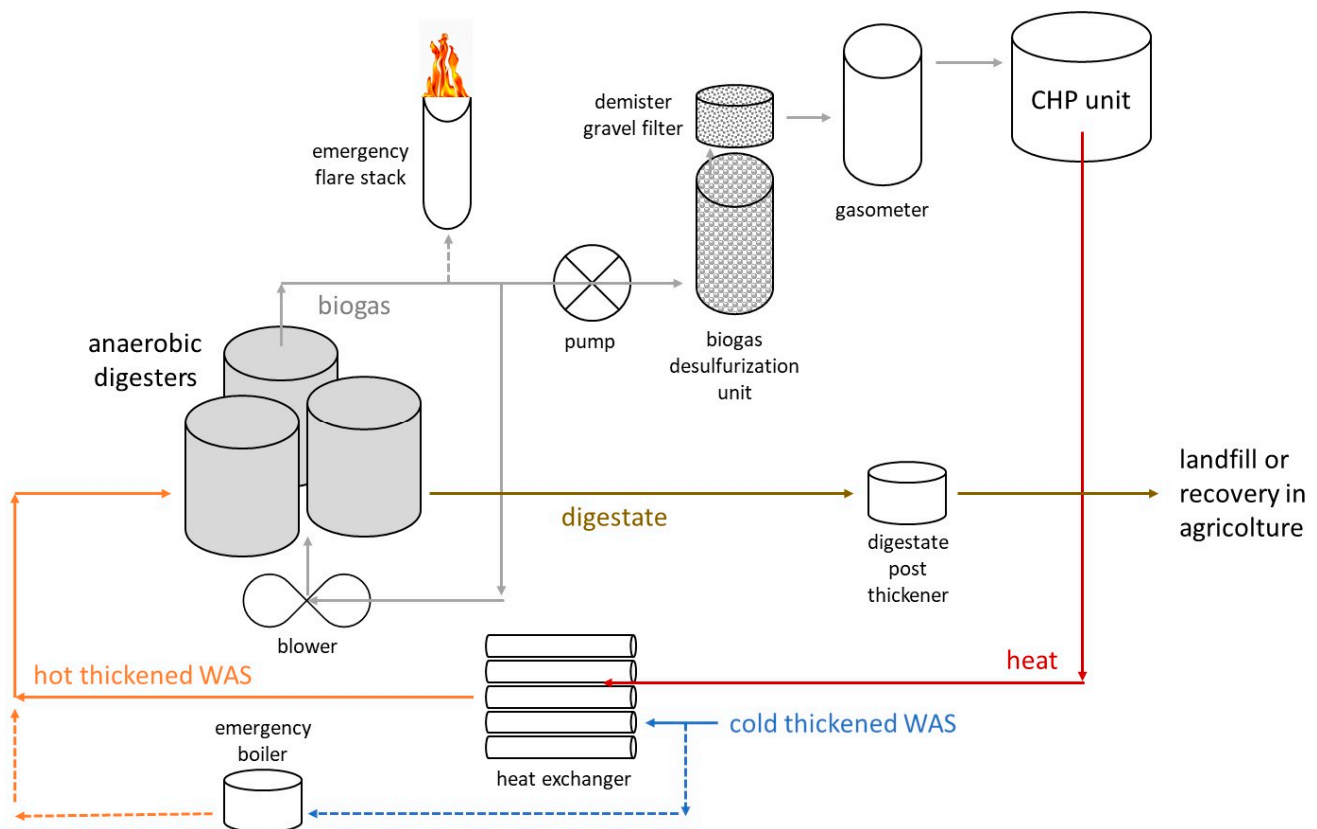 CHP unit
demister
gravel filter
emergency
flare stack
gasometer
biogas
pump
biogas
desulfurization
unit
anaerobic
digesters
landfill or
recovery in
agricolture
digestate
digestate
post
thickener
blower
heat
hot thickened WAS
cold thickened WAS
emergency
boiler
heat exchanger